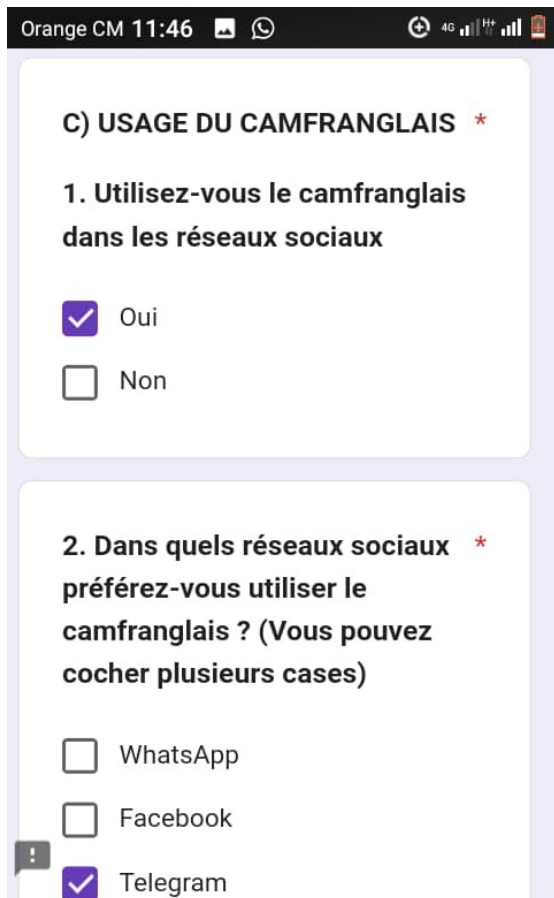 Orange CM 11:46
4G H+
C) USAGE DU CAMFRANGLAIS *
1. Utilisez-vous le camfranglais
dans les réseaux sociaux
Oui
Non
2. Dans quels réseaux sociaux *
préférez-vous utiliser le
camfranglais ? (Vous pouvez
cocher plusieurs cases)
WhatsApp
Facebook
!
Telegram